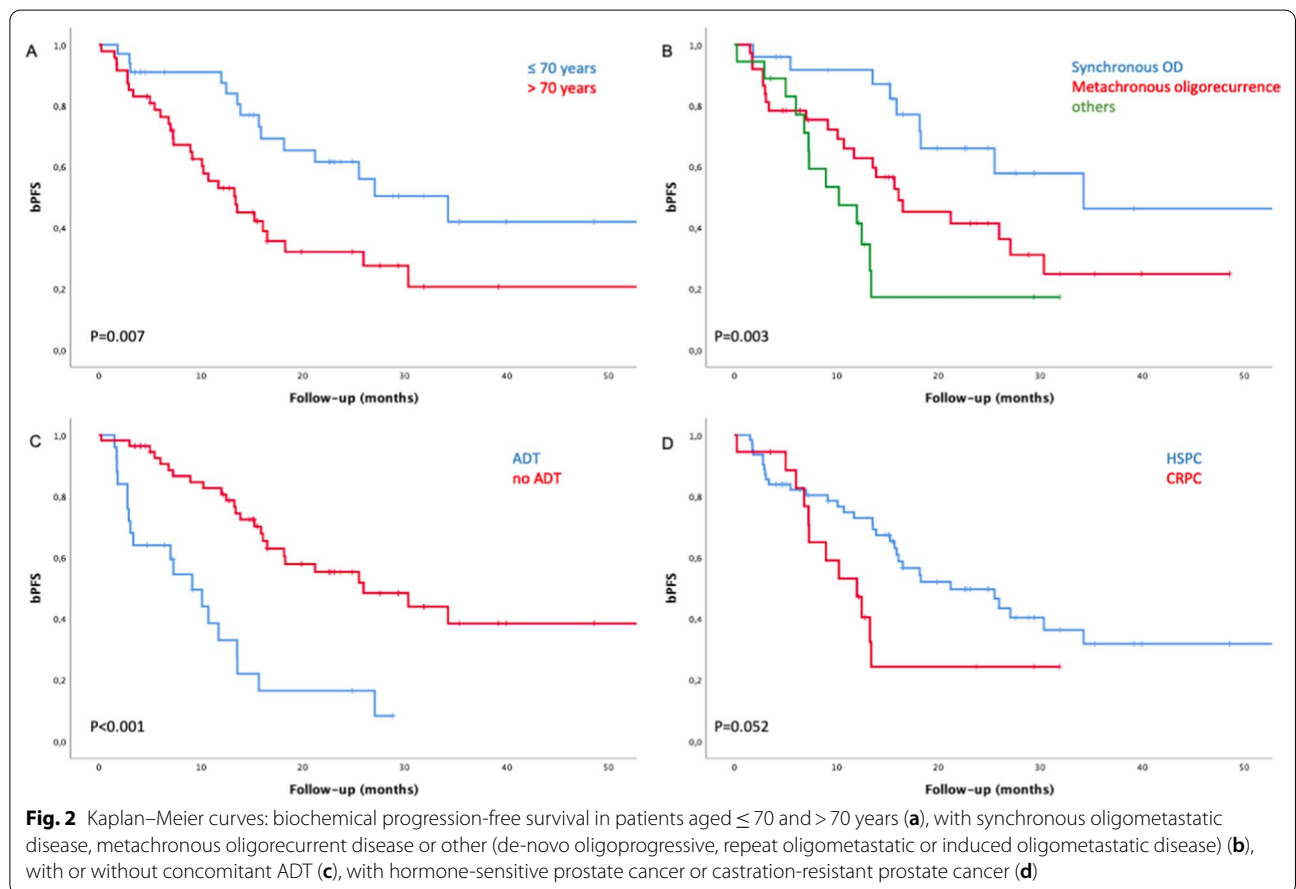 A
1,0
0,8
0,6
0,4
0,2
0,0
bPFS
≤ 70 years
> 70 years
P=0.007
0 10 20 30 40 50
Follow-up (months)
B
1,0
0,8
0,6
0,4
0,2
0,0
bPFS
Synchronous OD
Metachronous oligorecurrence
others
P=0.003
0 10 20 30 40 50
Follow-up (months)
C
1,0
0,8
0,6
0,4
0,2
0,0
bPFS
ADT
no ADT
P<0.001
0 10 20 30 40 50
Follow-up (months)
D
1,0
0,8
0,6
0,4
0,2
0,0
bPFS
HSPC
CRPC
P=0.052
0 10 20 30 40 50
Follow-up (months)
Fig. 2 Kaplan–Meier curves: biochemical progression-free survival in patients aged ≤ 70 and > 70 years (a), with synchronous oligometastatic
disease, metachronous oligorecurrent disease or other (de-novo oligoprogressive, repeat oligometastatic or induced oligometastatic disease) (b),
with or without concomitant ADT (c), with hormone-sensitive prostate cancer or castration-resistant prostate cancer (d)